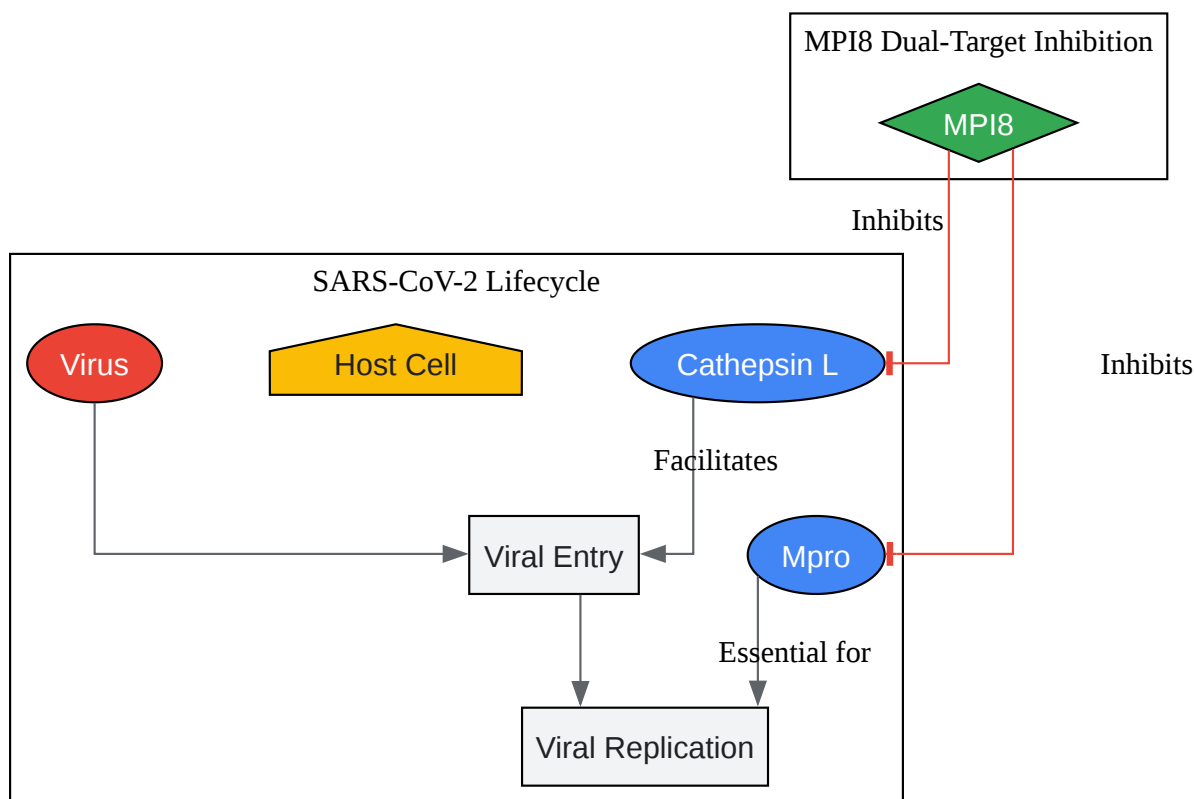 MPI8 Dual-Target Inhibition
MPI8
Inhibits
SARS-CoV-2 Lifecycle
Virus
Host Cell
Cathepsin L
Inhibits
Facilitates
Viral Entry
Mpro
Essential for
Viral Replication